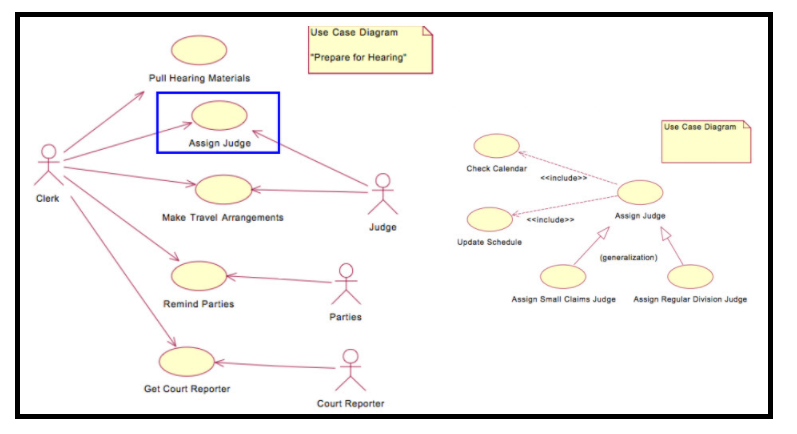 Use Case Diagram
"Prepare for Hearing"
Pull Hearing Materials
Assign Judge
Clerk
Make Travel Arrangements
Judge
Remind Parties
Parties
Get Court Reporter
Court Reporter
Use Case Diagram
Check Calendar
<<include>>
Assign Judge
<<include>>
Update Schedule
(generalization)
Assign Small Claims Judge
Assign Regular Division Judge